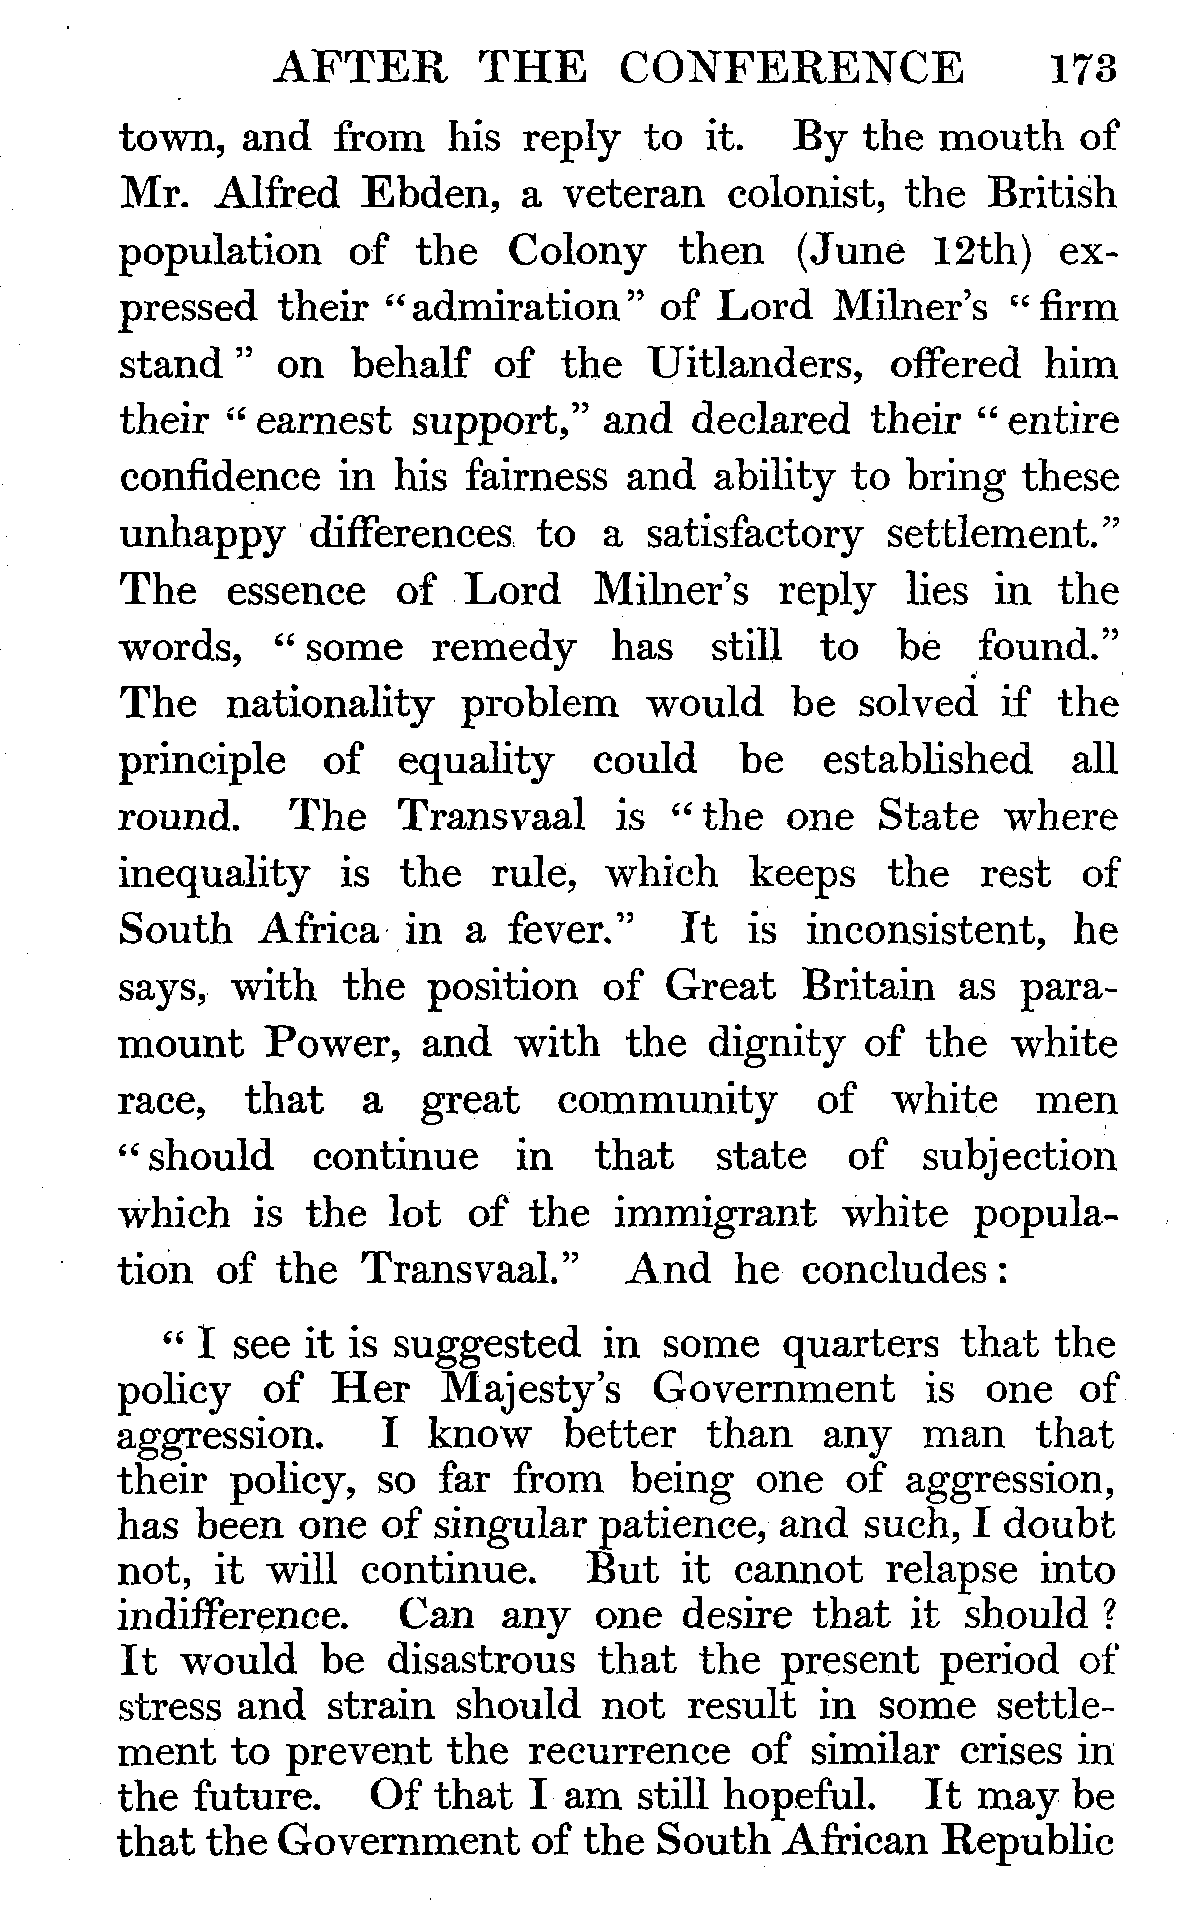 AFTER THE CONFERENCE 173
town, and from his reply to it. By the mouth of
Mr. Alfred Ebden, a veteran colonist, the British
population of the Colony then (June 12th) ex-
pressed their “admiration” of Lord Milner’s “firm
stand” on behalf of the Uitlanders, offered him
their “earnest support,” and declared their “entire
confidence in his fairness and ability to bring these
unhappy differences to a satisfactory settlement.”
The essence of Lord Milner’s reply lies in the
words, “some remedy has still to be found.”
The nationality problem would be solved if the
principle of equality could be established all
round. The Transvaal is “the one State where
inequality is the rule, which keeps the rest of
South Africa in a fever.” It is inconsistent, he
says, with the position of Great Britain as para-
mount Power, and with the dignity of the white
race, that a great community of white men
“should continue in that state of subjection
which is the lot of the immigrant white popula-
tion of the Transvaal.” And he concludes:
“I see it is suggested in some quarters that the
policy of Her Majesty’s Government is one of
aggression. I know better than any man that
their policy, so far from being one of aggression,
has been one of singular patience, and such, I doubt
not, it will continue. But it cannot relapse into
indifference. Can any one desire that it should?
It would be disastrous that the present period of
stress and strain should not result in some settle-
ment to prevent the recurrence of similar crises in
the future. Of that I am still hopeful. It may be
that the Government of the South African Republic